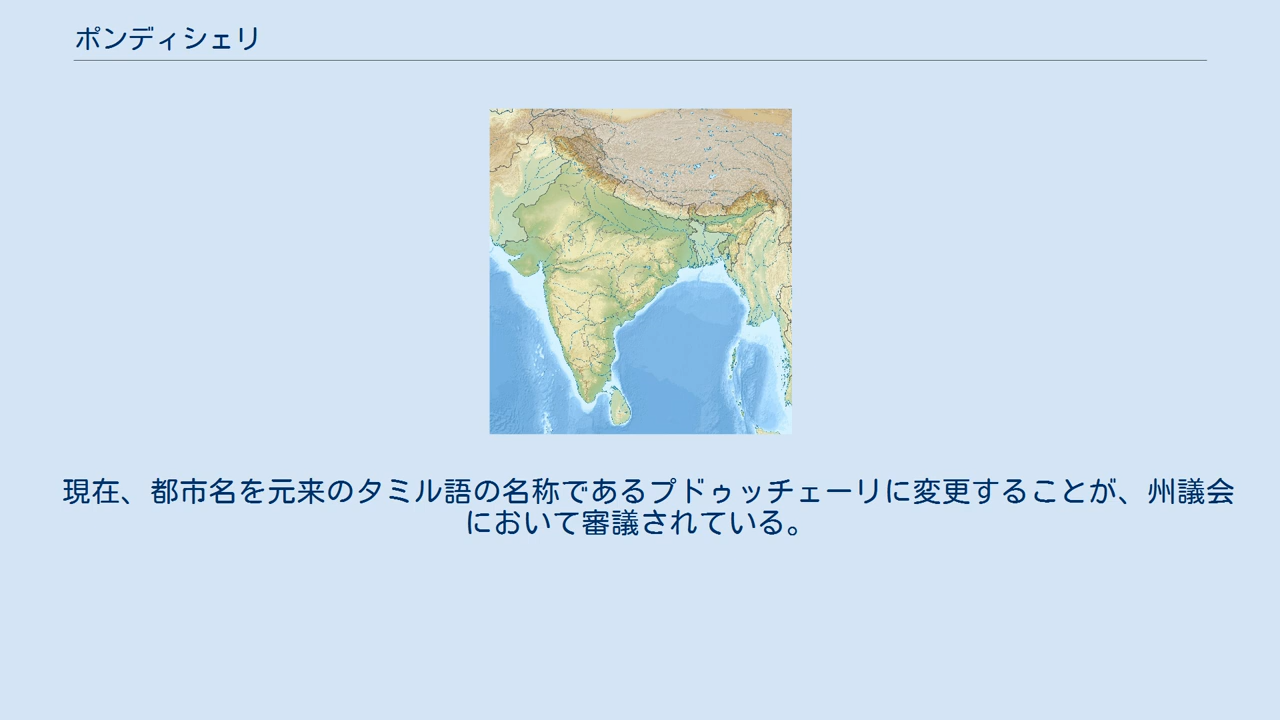 ポンディシェリ
現在、都市名を元来のタミル語の名称であるプドゥッチェーリに変更することが、州議会
において審議されている。